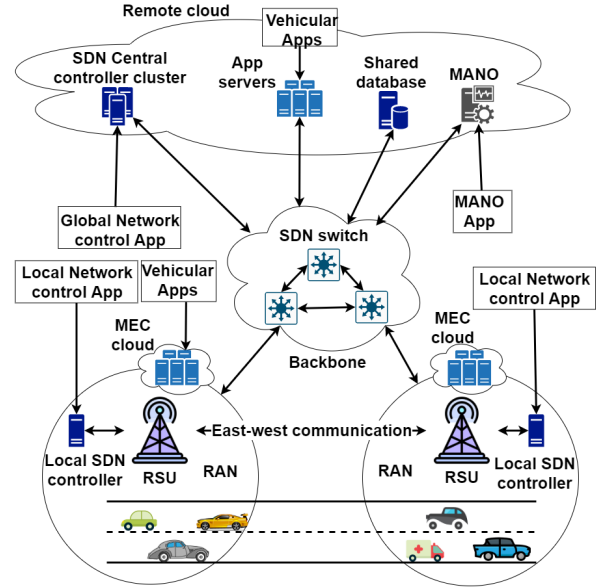 Remote cloud
Vehicular
Apps
SDN Central
controller cluster
App
servers
Shared
database
MANO
Global Network
control App
MANO
App
SDN switch
Local Network
control App
Vehicular
Apps
Local Network
control App
MEC
cloud
Backbone
MEC
cloud
East-west communication
Local SDN
controller
RSU
RAN
RAN
RSU
Local SDN
controller